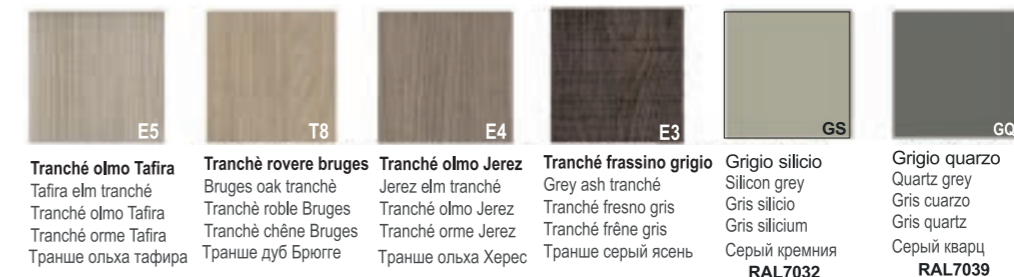 E5
Tranché olmo Tafira
Tafira elm tranché
Tranché olmo Tafira
Tranché orme Tafira
Транше ольха тафира
T8
Tranchè rovere bruges
Bruges oak tranchè
Tranchè roble Bruges
Tranchè chêne Bruges
Транше дуб Брюгге
E4
Tranché olmo Jerez
Jerez elm tranché
Tranché olmo Jerez
Tranché orme Jerez
Транше ольха Херес
E3
Tranché frassino grigio
Grey ash tranché
Tranché fresno gris
Tranché frêne gris
Транше серый ясень
GS
Grigio silicio
Silicon grey
Gris silicio
Gris silicium
Серый кремния
RAL7032
GQ
Grigio quarzo
Quartz grey
Gris cuarzo
Gris quartz
Серый кварц
RAL7039